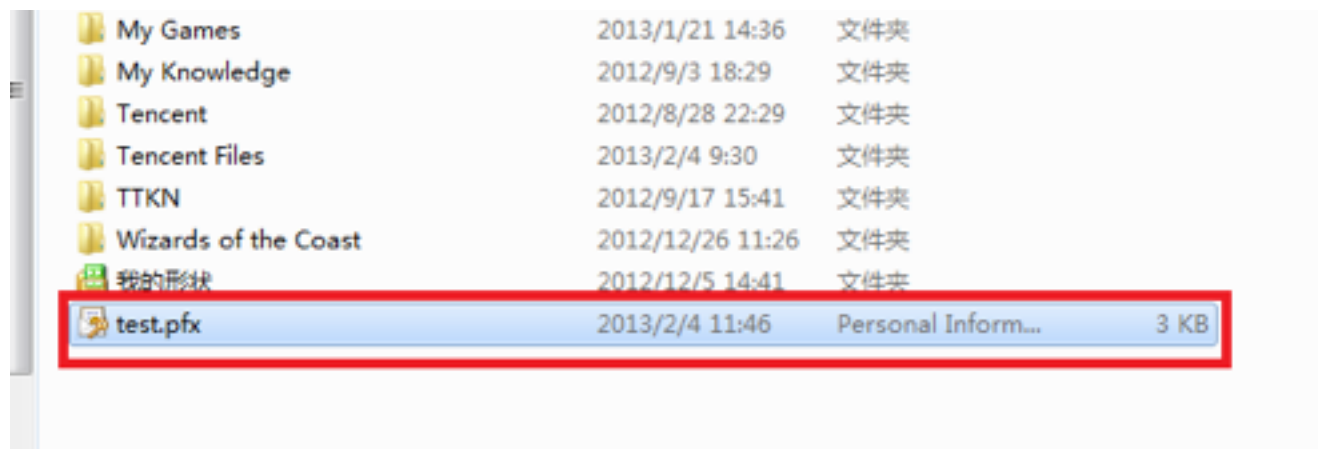 My Games 2013/1/21 14:36 文件夹
My Knowledge 2012/9/3 18:29 文件夹
Tencent 2012/8/28 22:29 文件夹
Tencent Files 2013/2/4 9:30 文件夹
TTKN 2012/9/17 15:41 文件夹
Wizards of the Coast 2012/12/26 11:26 文件夹
我的形状 2012/12/5 14:41 文件夹
test.pfx 2013/2/4 11:46 Personal Inform... 3 KB